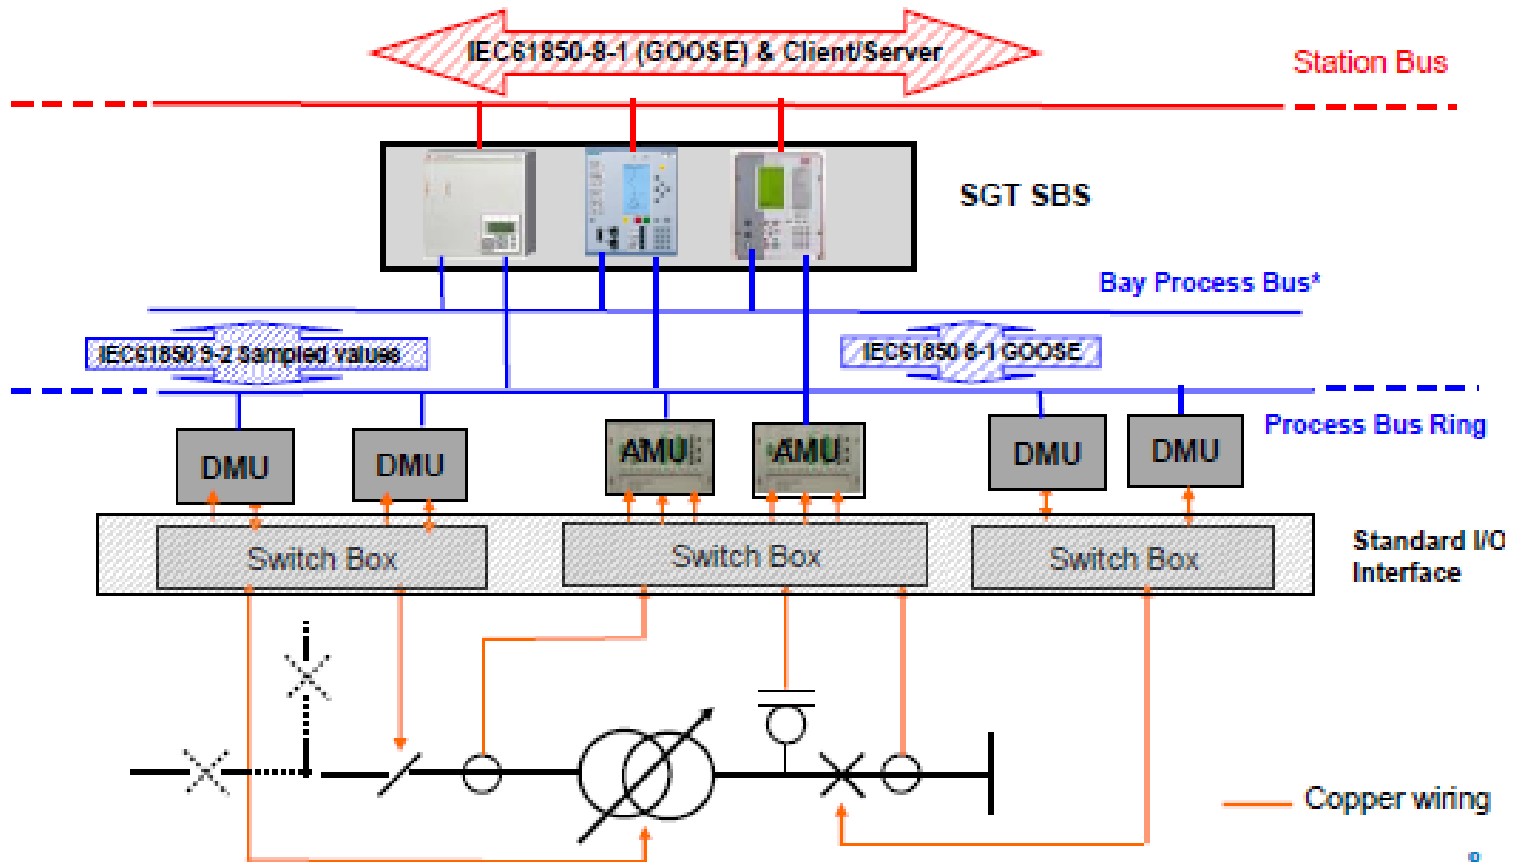 IEC61850-8-1 (GOOSE) & Client/Server
Station Bus
SGT SBS
Bay Process Bus*
IEC61850 9-2 Sampled values
IEC61850 8-1 GOOSE
Process Bus Ring
DMU
DMU
AMU
AMU
DMU
DMU
Switch Box
Switch Box
Switch Box
Standard I/O
Interface
Copper wiring